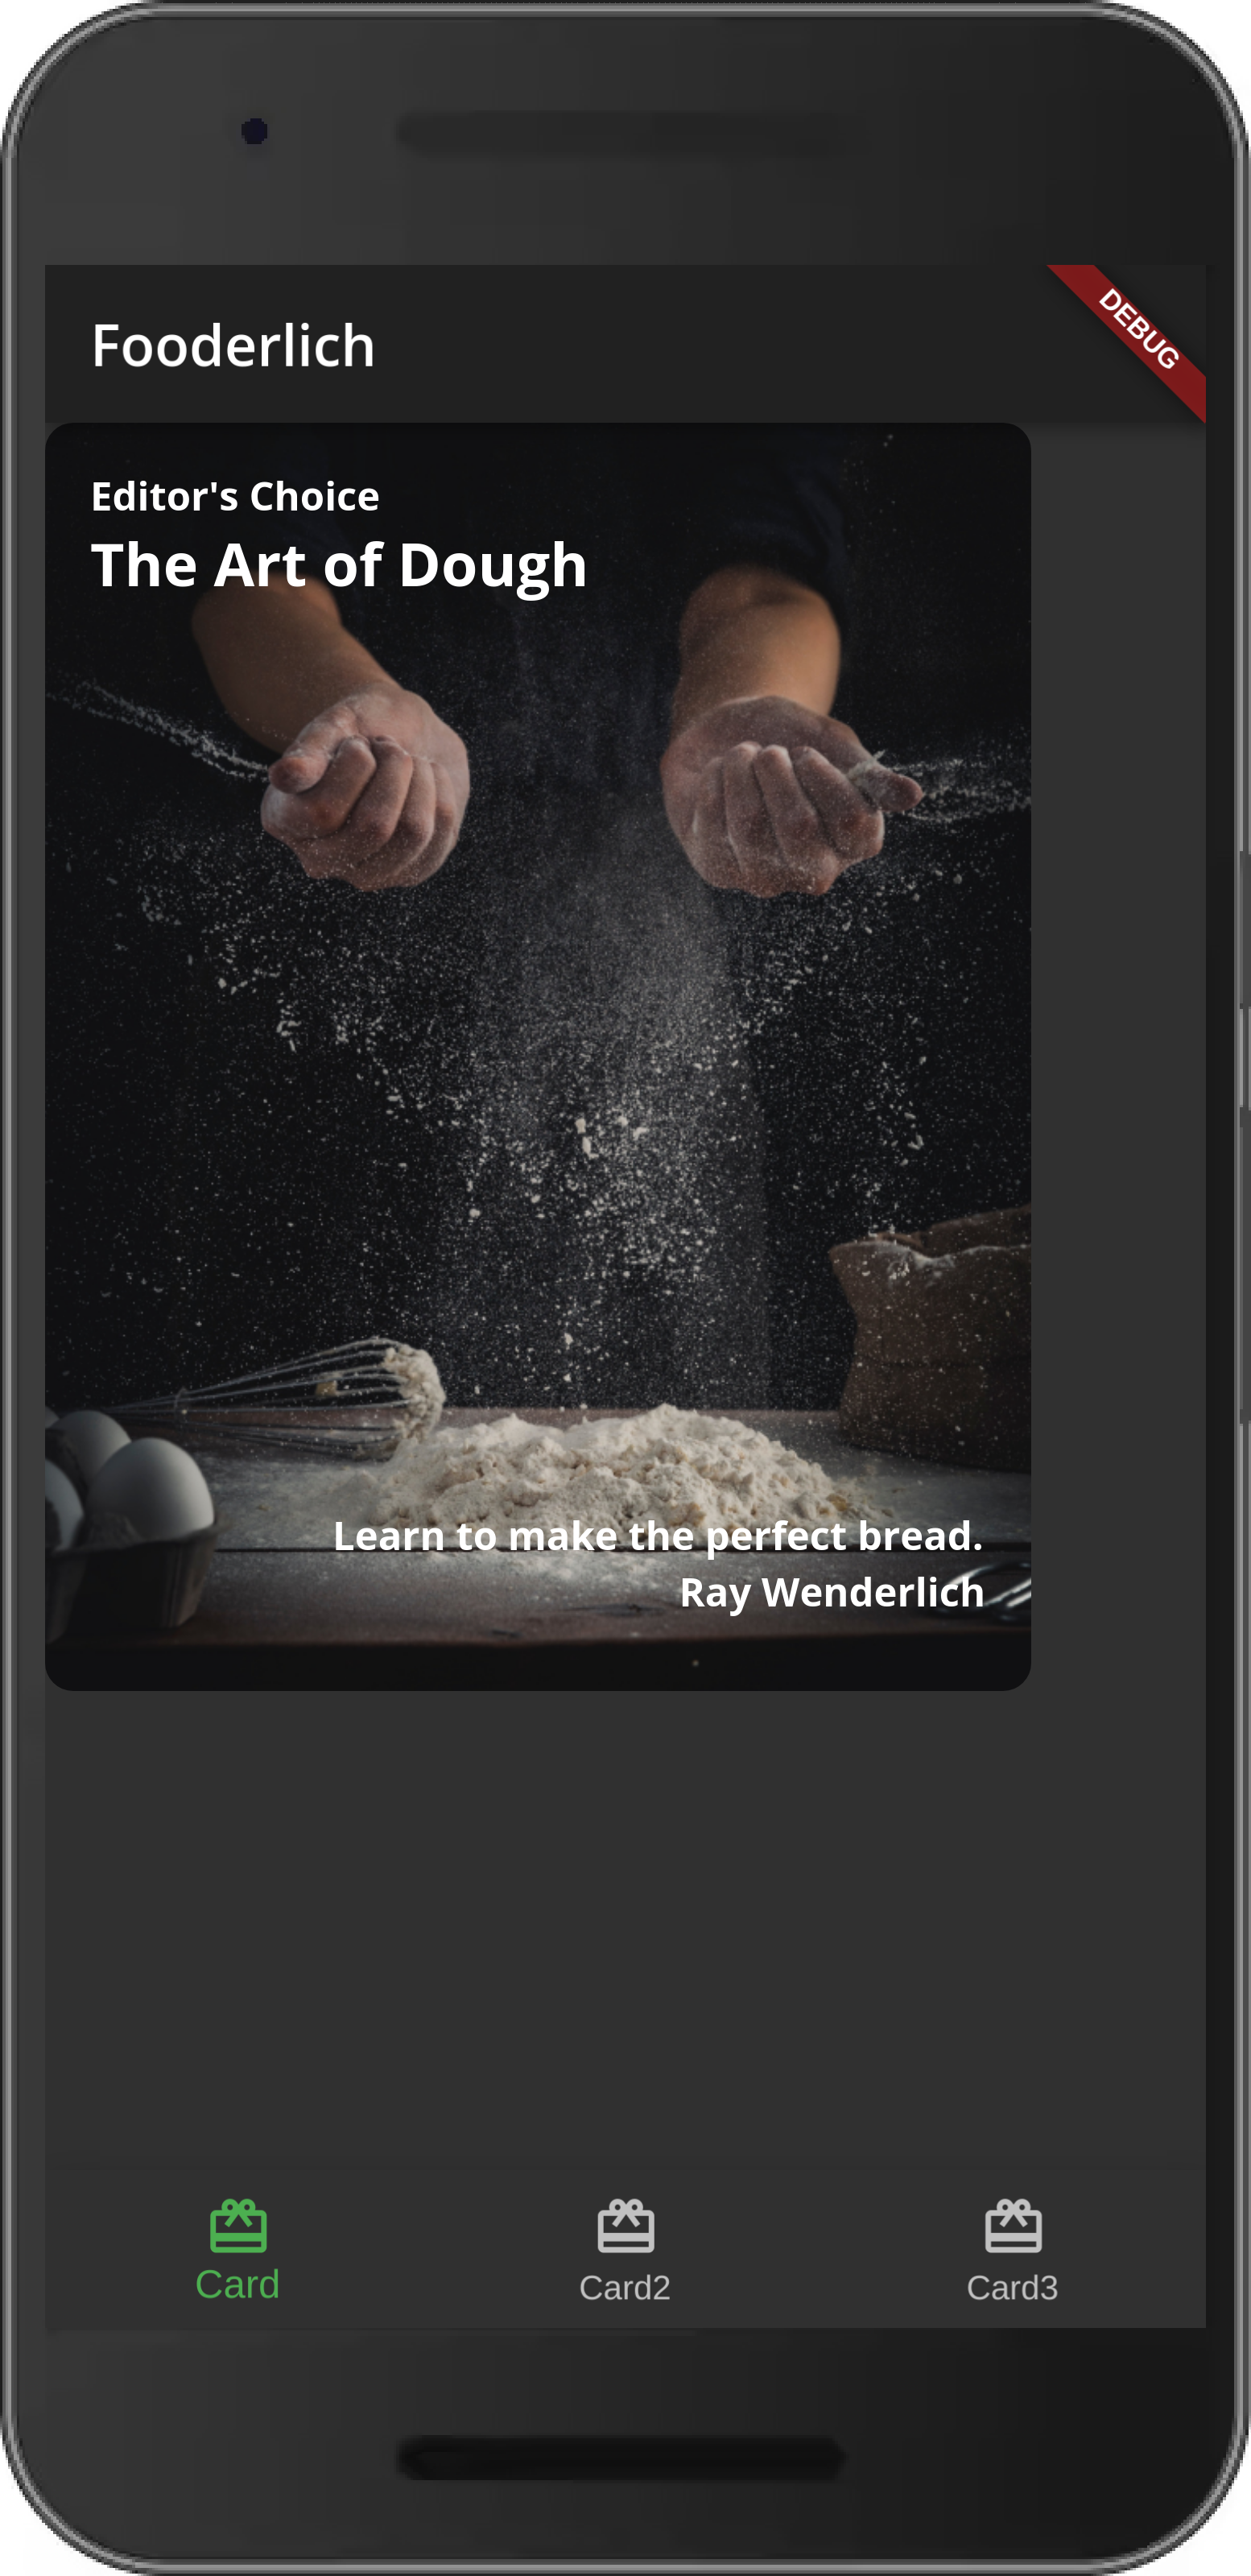 Fooderlich
DEBUG
Editor's Choice
The Art of Dough
Learn to make the perfect bread.
Ray Wenderlich
Card
Card2
Card3